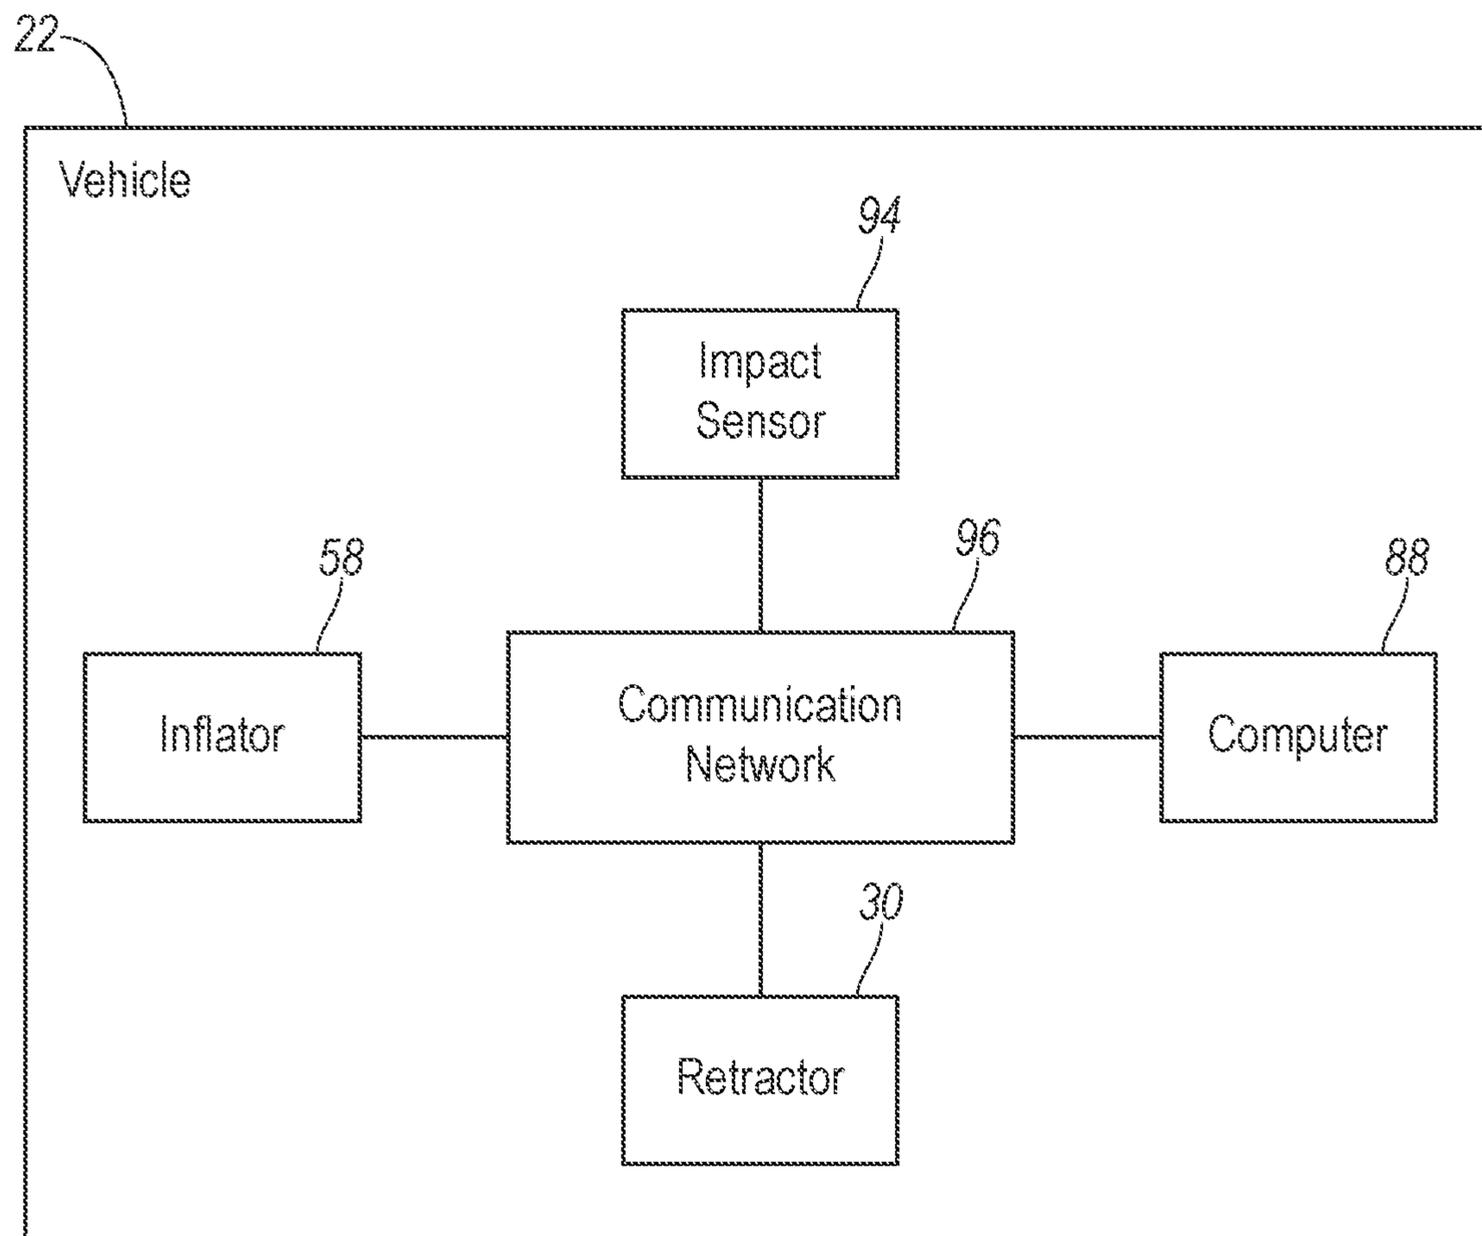 22
Vehicle
94
Impact
Sensor
96
58
88
Communication
Network
Inflator
Computer
30
Retractor